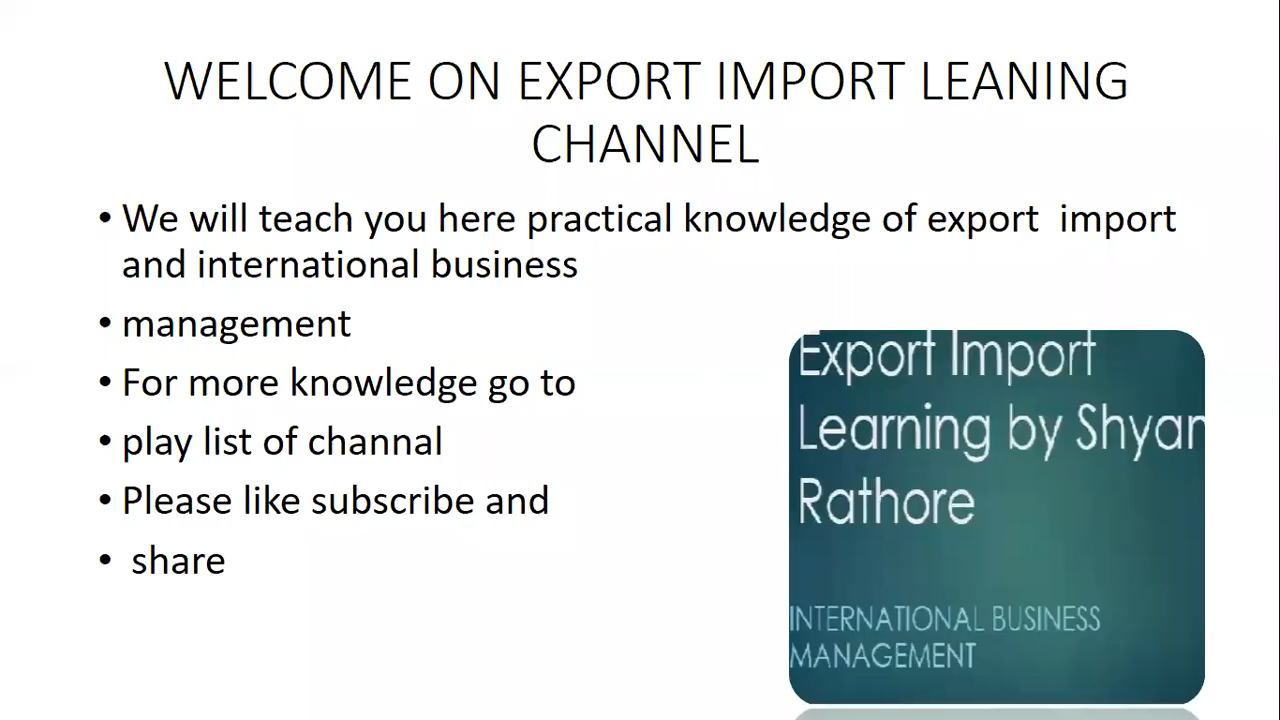 WELCOME ON EXPORT IMPORT LEANING
CHANNEL
• We will teach you here practical knowledge of export  import
and international business
• management
• For more knowledge go to
• play list of channal
• Please like subscribe and
•  share
Export Import
Learning by Shyam
Rathore
INTERNATIONAL BUSINESS
MANAGEMENT